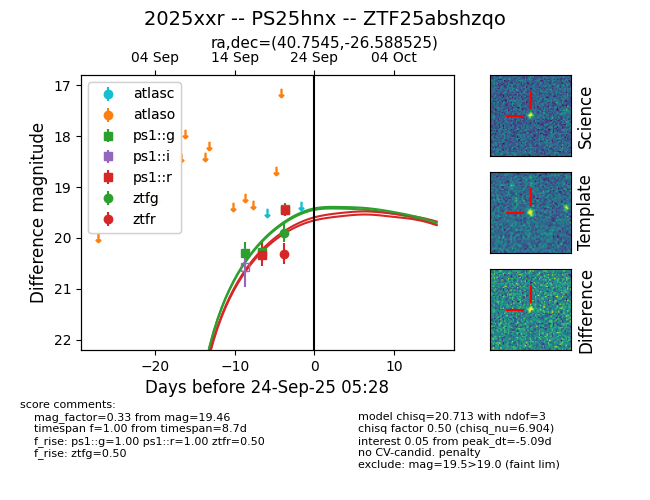 2025xxr -- PS25hnx -- ZTF25abshzqo
ra,dec=(40.7545,-26.588525)
04 Sep 14 Sep 24 Sep 04 Oct
17
18
19
20
21
22
Difference magnitude
atlasc
atlaso
ps1::g
ps1::i
ps1::r
ztfg
ztfr
−20 −10 0 10
Days before 24-Sep-25 05:28
Science
Template
Difference
score comments:
mag_factor=0.33 from mag=19.46
timespan f=1.00 from timespan=8.7d
f_rise: ps1::g=1.00 ps1::r=1.00 ztfr=0.50
f_rise: ztfg=0.50
model chisq=20.713 with ndof=3
chisq factor 0.50 (chisq_nu=6.904)
interest 0.05 from peak_dt=-5.09d
no CV-candid. penalty
exclude: mag=19.5>19.0 (faint lim)